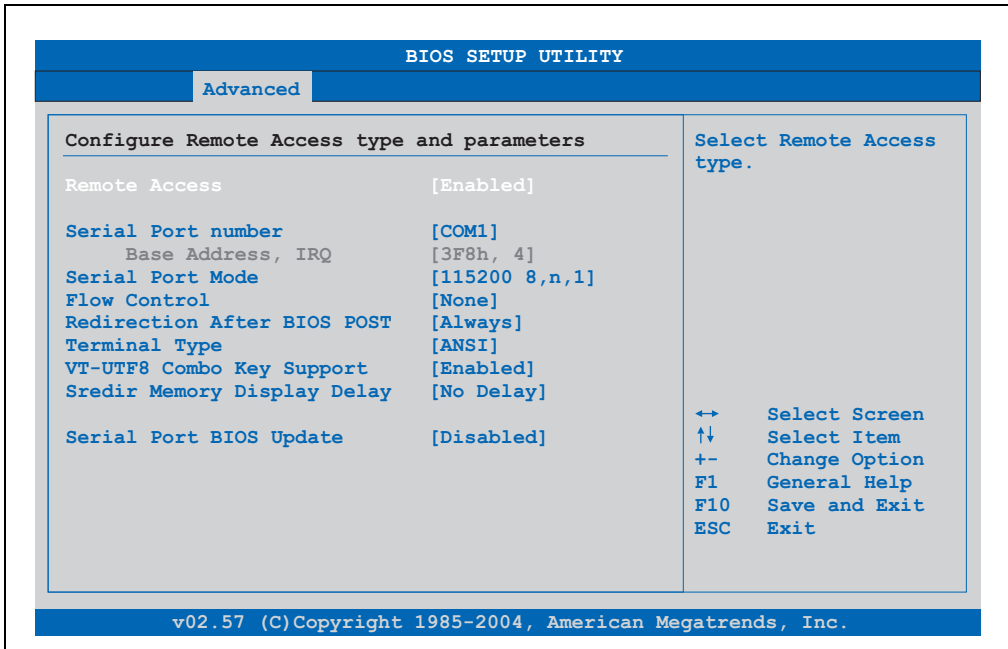 BIOS SETUP UTILITY
Advanced
Configure Remote Access type and parameters
Remote Access [Enabled]
Serial Port number [COM1]
Base Address, IRQ [3F8h, 4]
Serial Port Mode [115200 8,n,1]
Flow Control [None]
Redirection After BIOS POST [Always]
Terminal Type [ANSI]
VT-UTF8 Combo Key Support [Enabled]
Sredir Memory Display Delay [No Delay]
Serial Port BIOS Update [Disabled]
Select Remote Access
type.
↔ Select Screen
↑↓ Select Item
+- Change Option
F1 General Help
F10 Save and Exit
ESC Exit
v02.57 (C)Copyright 1985-2004, American Megatrends, Inc.